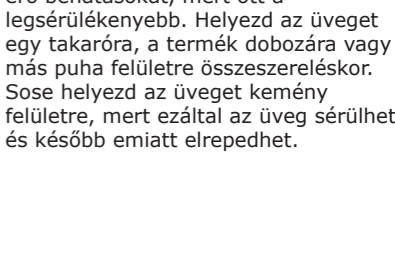 legsérülékenyebb. Helyezd az üveget
egy takaróra, a termék dobozára vagy
más puha felületre összeszereléskor.
Sose helyezd az üveget kemény
felületre, mert ezáltal az üveg sérülhet
és később emiatt elrepedhet.